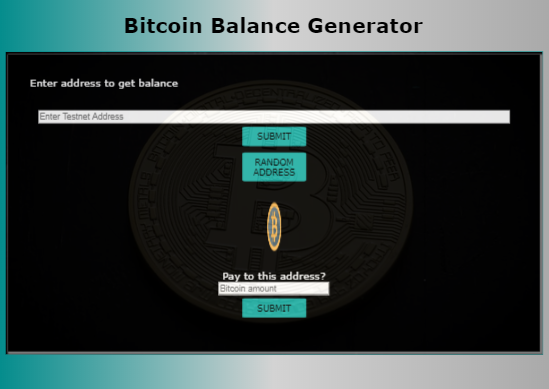 Bitcoin Balance Generator
Enter address to get balance
Enter Testnet Address
SUBMIT
RANDOM
ADDRESS
Pay to this address?
Bitcoin amount
SUBMIT